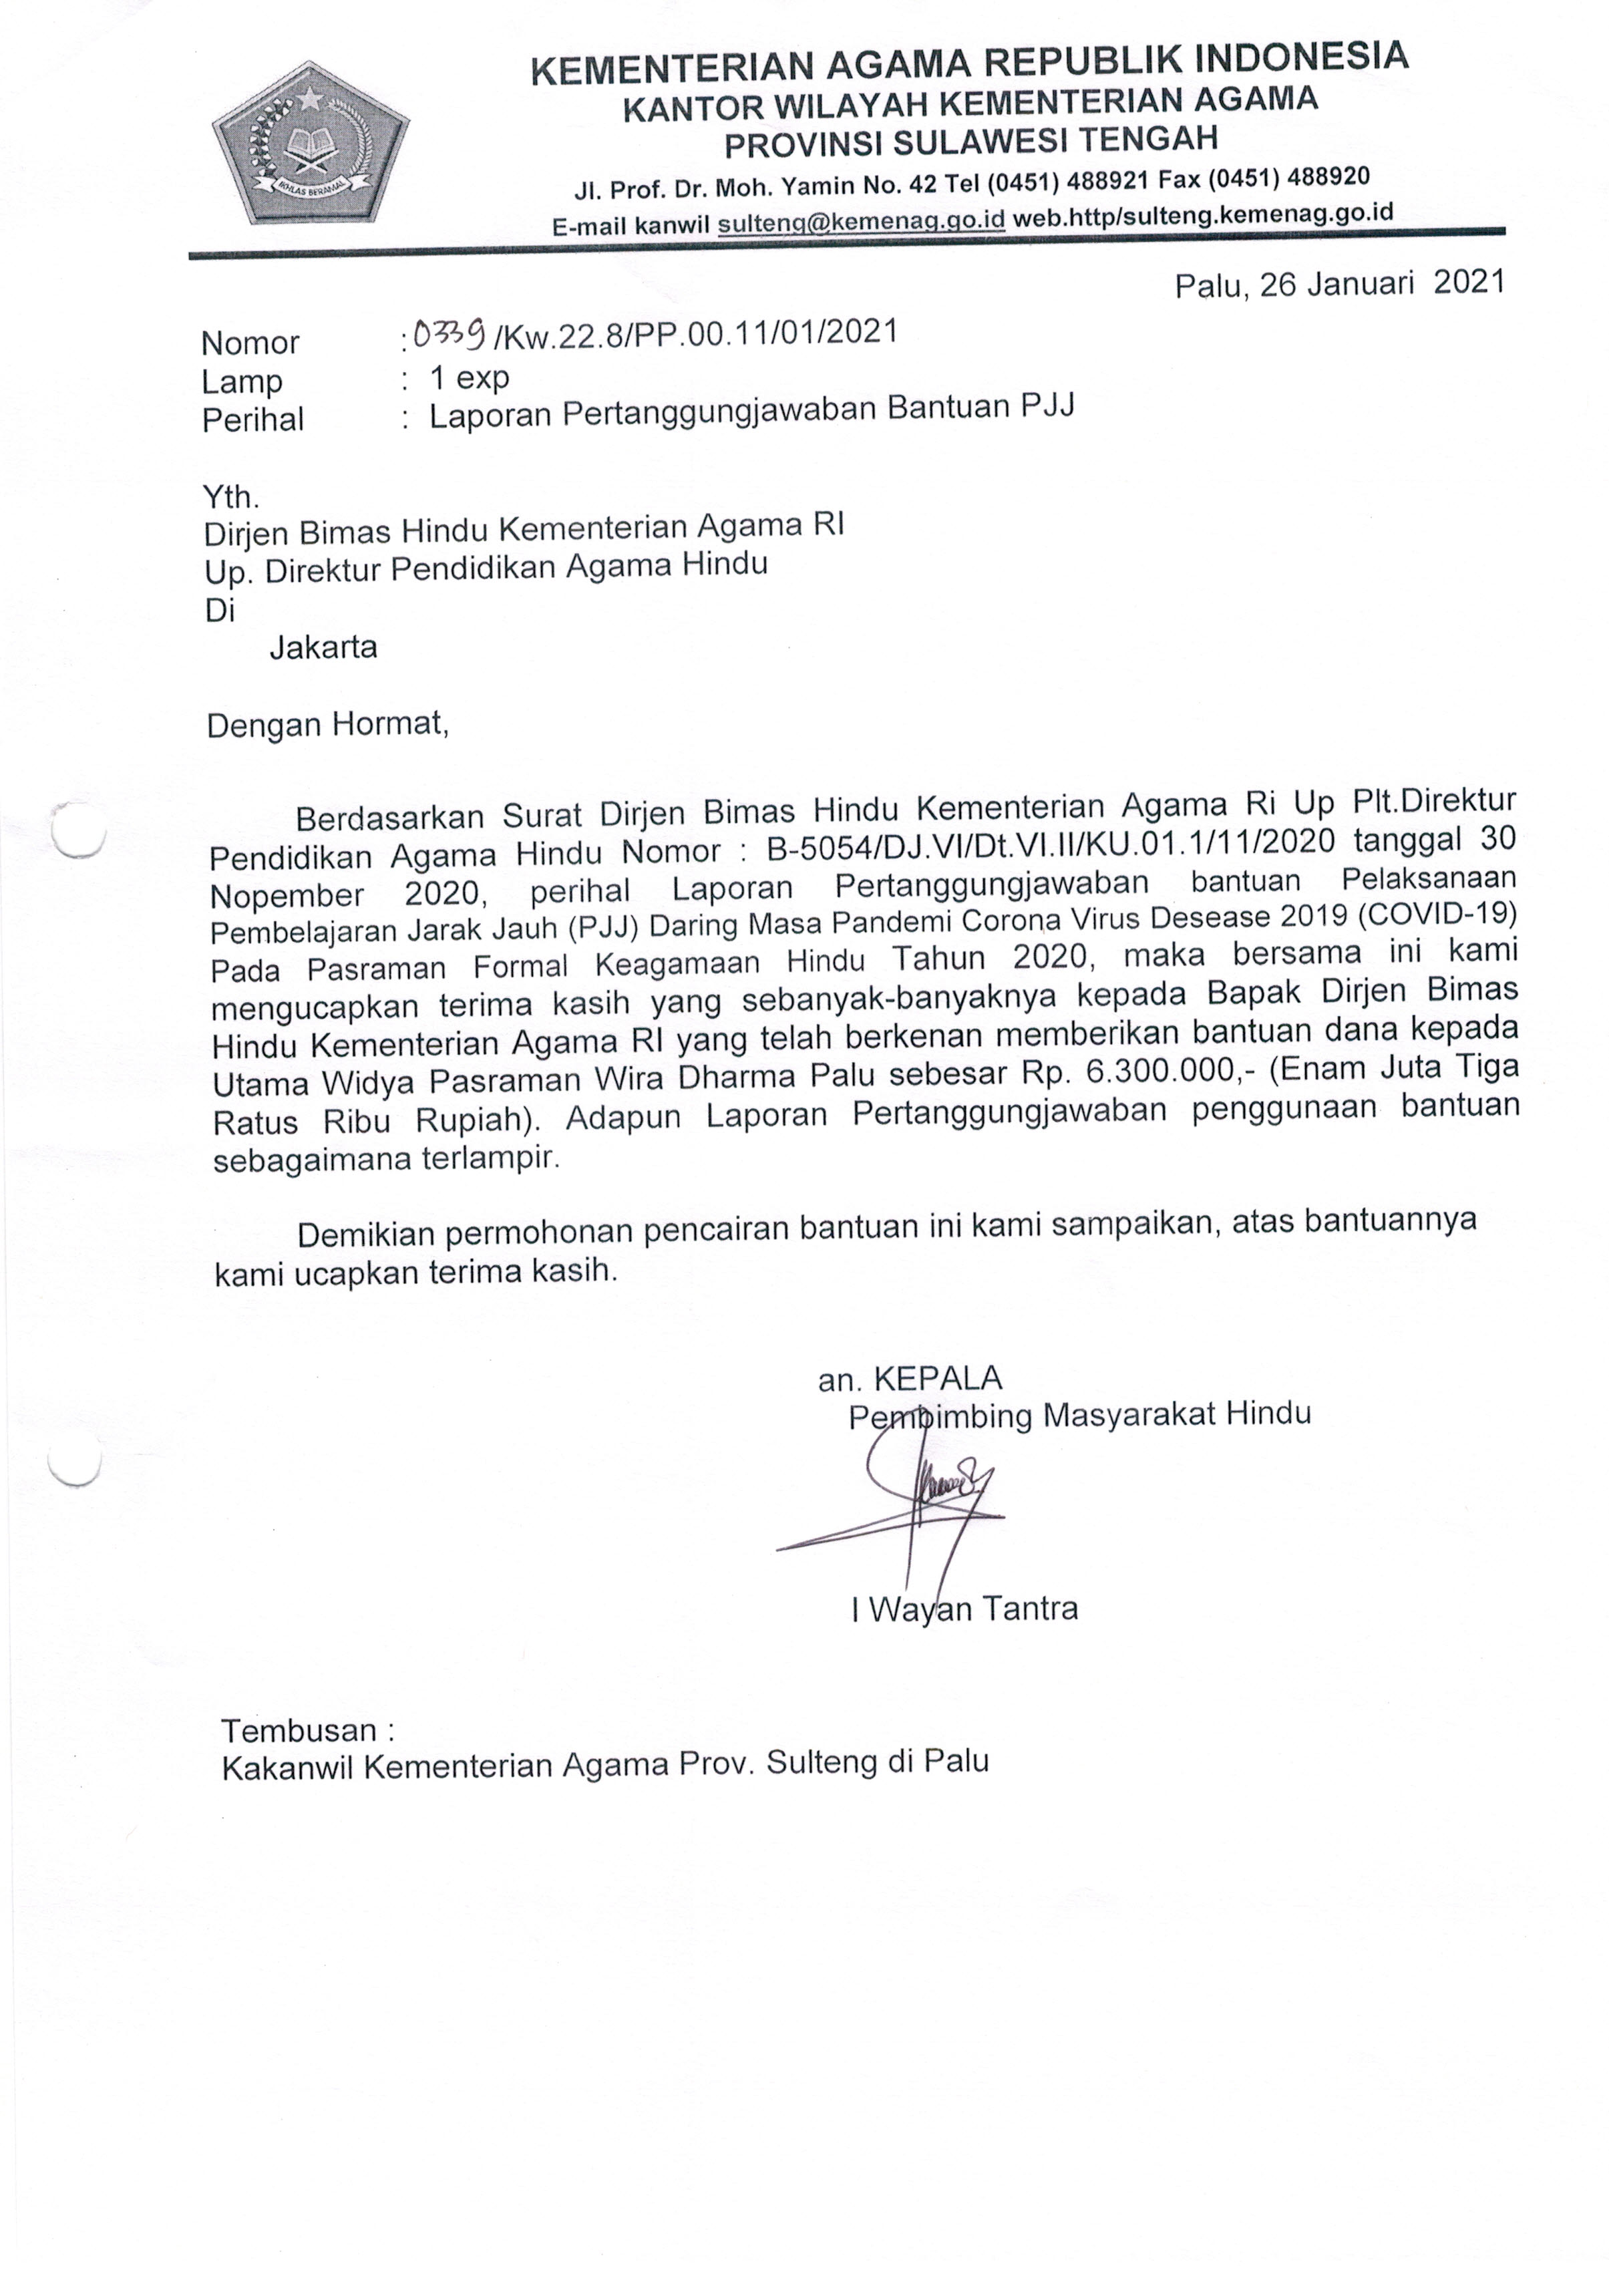 KEMENTERIAN AGAMA REPUBLIK INDONESIA
KANTOR WILAYAH KEMENTERIAN AGAMA
PROVINSI SULAWESI TENGAH
Jl. Prof. Dr. Moh. Yamin No. 42 Tel (0451) 488921 Fax (0451) 488920
E-mail kanwil sulteng@kemenag.go.id web.http/sulteng.kemenag.go.id
IKHLAS BERAMAL
Palu, 26 Januari 2021
Nomor : 0339 /Kw.22.8/PP.00.11/01/2021
Lamp : 1 exp
Perihal : Laporan Pertanggungjawaban Bantuan PJJ
Yth.
Dirjen Bimas Hindu Kementerian Agama RI
Up. Direktur Pendidikan Agama Hindu
Di
Jakarta
Dengan Hormat,
Berdasarkan Surat Dirjen Bimas Hindu Kementerian Agama Ri Up Plt.Direktur
Pendidikan Agama Hindu Nomor : B-5054/DJ.VI/Dt.VI.II/KU.01.1/11/2020 tanggal 30
Nopember 2020, perihal Laporan Pertanggungjawaban bantuan Pelaksanaan
Pembelajaran Jarak Jauh (PJJ) Daring Masa Pandemi Corona Virus Desease 2019 (COVID-19)
Pada Pasraman Formal Keagamaan Hindu Tahun 2020, maka bersama ini kami
mengucapkan terima kasih yang sebanyak-banyaknya kepada Bapak Dirjen Bimas
Hindu Kementerian Agama RI yang telah berkenan memberikan bantuan dana kepada
Utama Widya Pasraman Wira Dharma Palu sebesar Rp. 6.300.000,- (Enam Juta Tiga
Ratus Ribu Rupiah). Adapun Laporan Pertanggungjawaban penggunaan bantuan
sebagaimana terlampir.
Demikian permohonan pencairan bantuan ini kami sampaikan, atas bantuannya
kami ucapkan terima kasih.
an. KEPALA
Pembimbing Masyarakat Hindu
I Wayan Tantra
Tembusan :
Kakanwil Kementerian Agama Prov. Sulteng di Palu